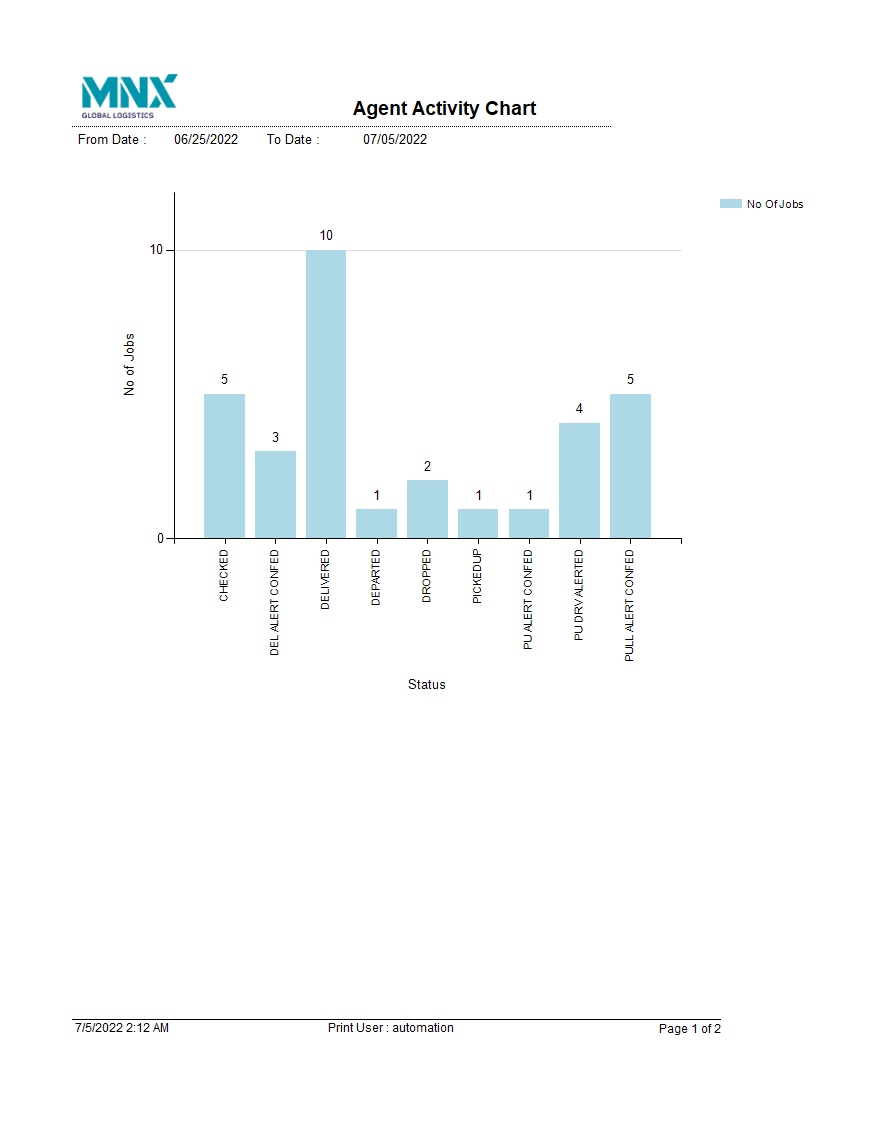 MNX
GLOBAL LOGISTICS
Agent Activity Chart
From Date : 06/25/2022 To Date : 07/05/2022
No Of Jobs
10
10
No of Jobs
5
3
1
2
1
1
4
5
0
CHECKED
DEL ALERT CONFED
DELIVERED
DEPARTED
DROPPED
PICKEDUP
PU ALERT CONFED
PU DRV ALERTED
PULL ALERT CONFED
Status
7/5/2022 2:12 AM Print User : automation Page 1 of 2